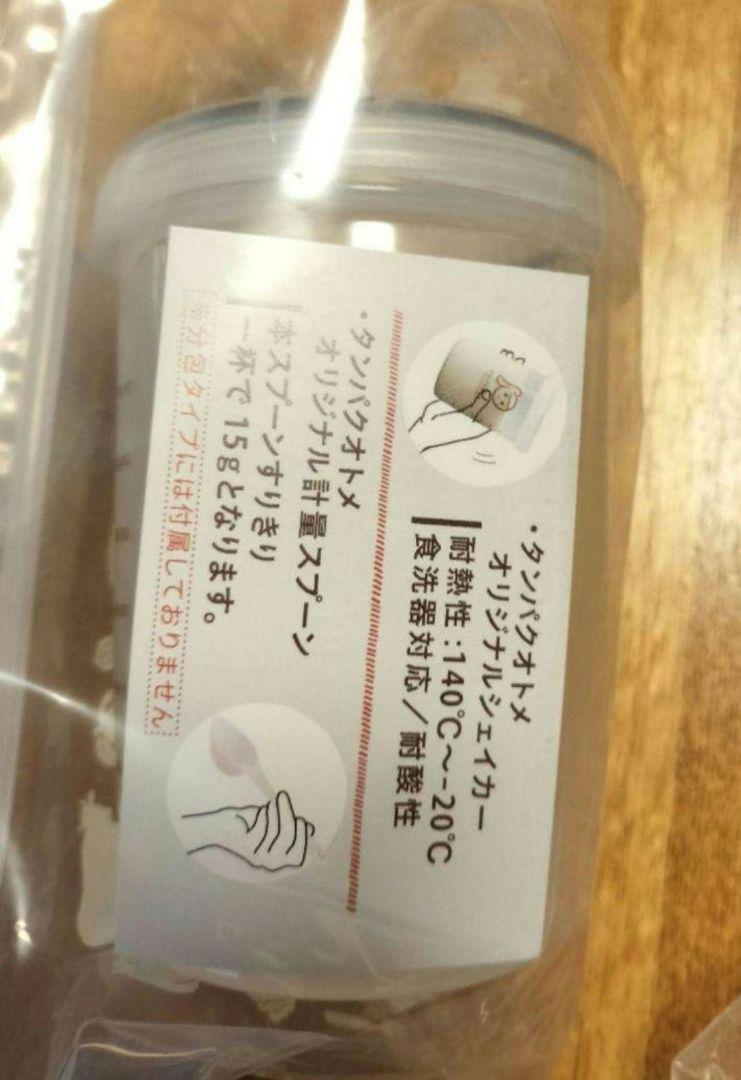 ・タンパクオトメ
オリジナルシェイカー
耐熱性:140℃～-20℃
食洗器対応／耐酸性
・タンパクオトメ
オリジナル計量スプーン
本スプーンすりきり
一杯で15gとなります。
※分包タイプには付属しておりません